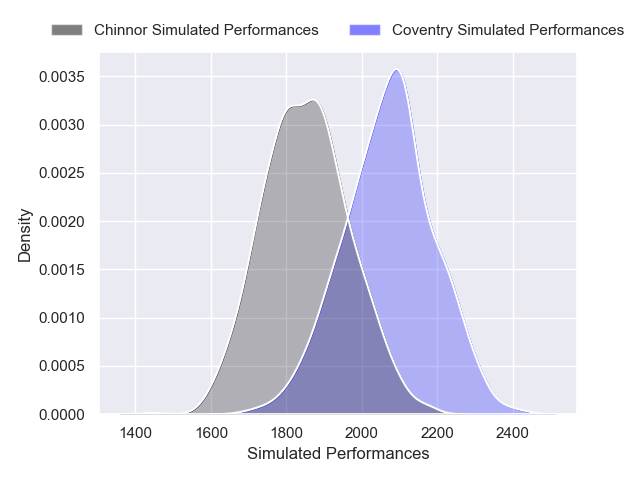 Chinnor Simulated Performances Coventry Simulated Performances
0.0035
0.0030
0.0025
0.0020
0.0015
0.0010
0.0005
0.0000
Density
1400 1600 1800 2000 2200 2400
Simulated Performances